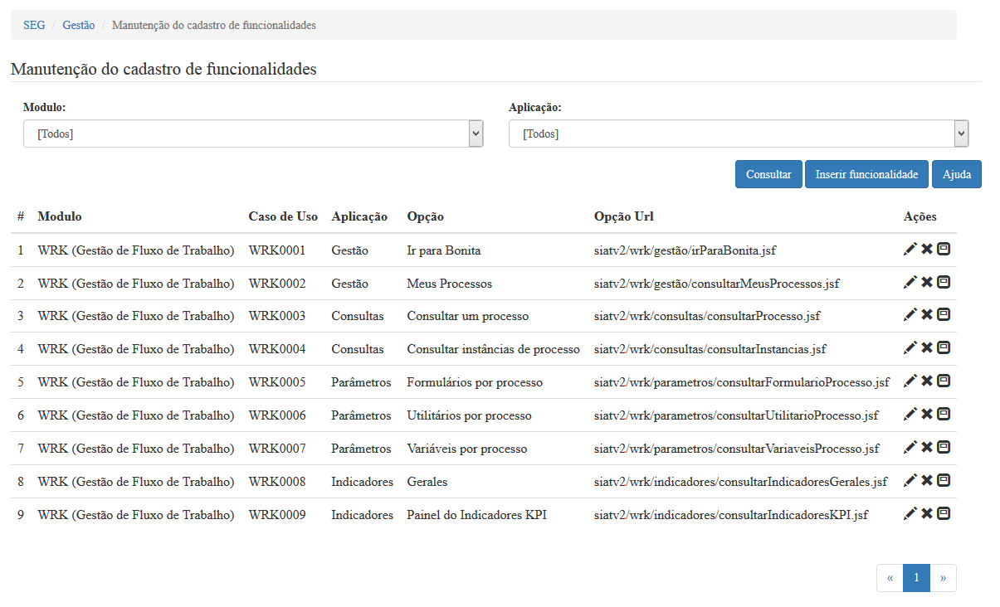 SEG / Gestão / Manutenção do cadastro de funcionalidades
Manutenção do cadastro de funcionalidades
Modulo: Aplicação:
[Todos] [Todos]
Consultar Inserir funcionalidade Ajuda
# Modulo Caso de Uso Aplicação Opção Opção Url Ações
1 WRK (Gestão de Fluxo de Trabalho) WRK0001 Gestão Ir para Bonita siatv2/wrk/gestão/irParaBonita.jsf
2 WRK (Gestão de Fluxo de Trabalho) WRK0002 Gestão Meus Processos siatv2/wrk/gestão/consultarMeusProcessos.jsf
3 WRK (Gestão de Fluxo de Trabalho) WRK0003 Consultas Consultar um processo siatv2/wrk/consultas/consultarProcesso.jsf
4 WRK (Gestão de Fluxo de Trabalho) WRK0004 Consultas Consultar instâncias de processo siatv2/wrk/consultas/consultarInstancias.jsf
5 WRK (Gestão de Fluxo de Trabalho) WRK0005 Parâmetros Formulários por processo siatv2/wrk/parametros/consultarFormularioProcesso.jsf
6 WRK (Gestão de Fluxo de Trabalho) WRK0006 Parâmetros Utilitários por processo siatv2/wrk/parametros/consultarUtilitarioProcesso.jsf
7 WRK (Gestão de Fluxo de Trabalho) WRK0007 Parâmetros Variáveis por processo siatv2/wrk/parametros/consultarVariaveisProcesso.jsf
8 WRK (Gestão de Fluxo de Trabalho) WRK0008 Indicadores Gerales siatv2/wrk/indicadores/consultarIndicadoresGerales.jsf
9 WRK (Gestão de Fluxo de Trabalho) WRK0009 Indicadores Painel do Indicadores KPI siatv2/wrk/indicadores/consultarIndicadoresKPI.jsf
« 1 »